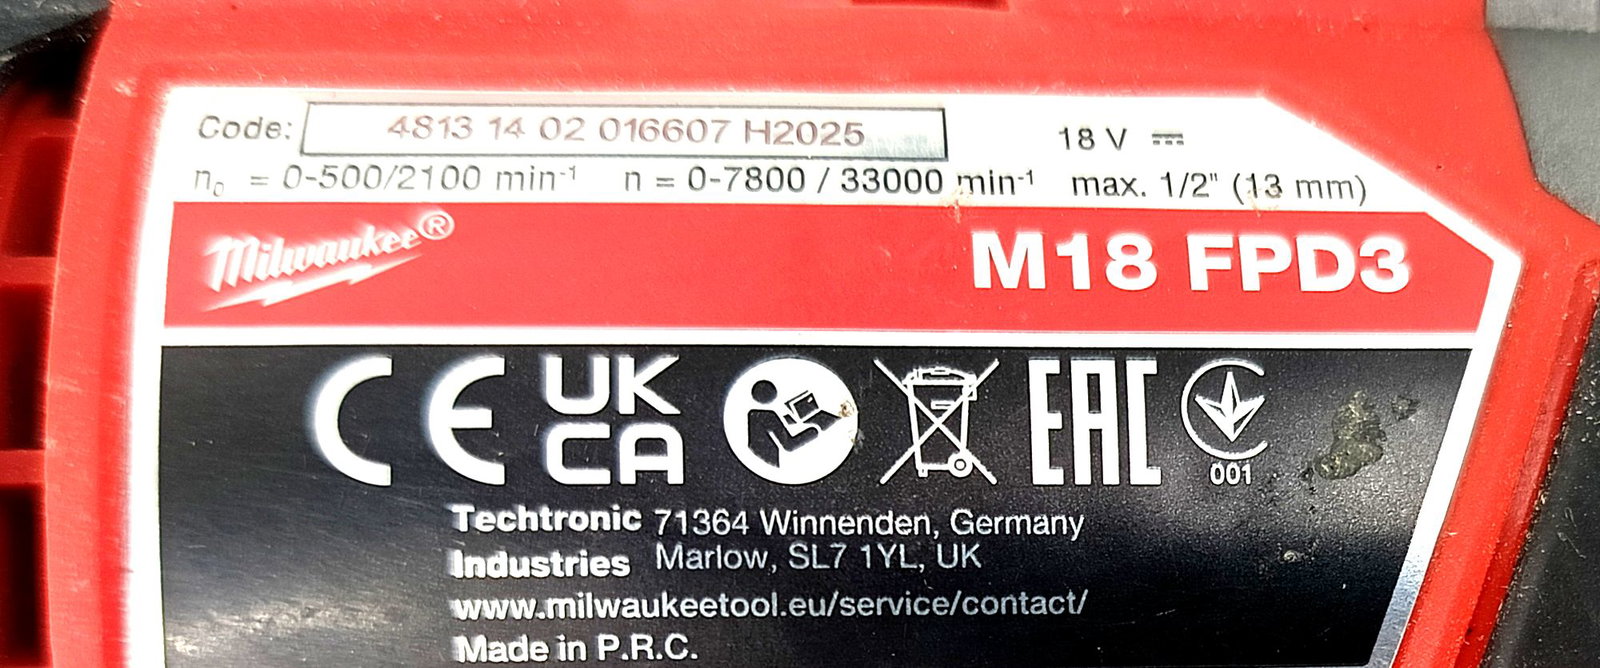 Code: 4813 14 02 016607 H2025 18 V ⎓
n₀ = 0-500/2100 min⁻¹ n = 0-7800 / 33000 min⁻¹ max. 1/2" (13 mm)
Milwaukee® M18 FPD3
CE UK CA EAC 001
Techtronic Industries
71364 Winnenden, Germany
Marlow, SL7 1YL, UK
www.milwaukeetool.eu/service/contact/
Made in P.R.C.